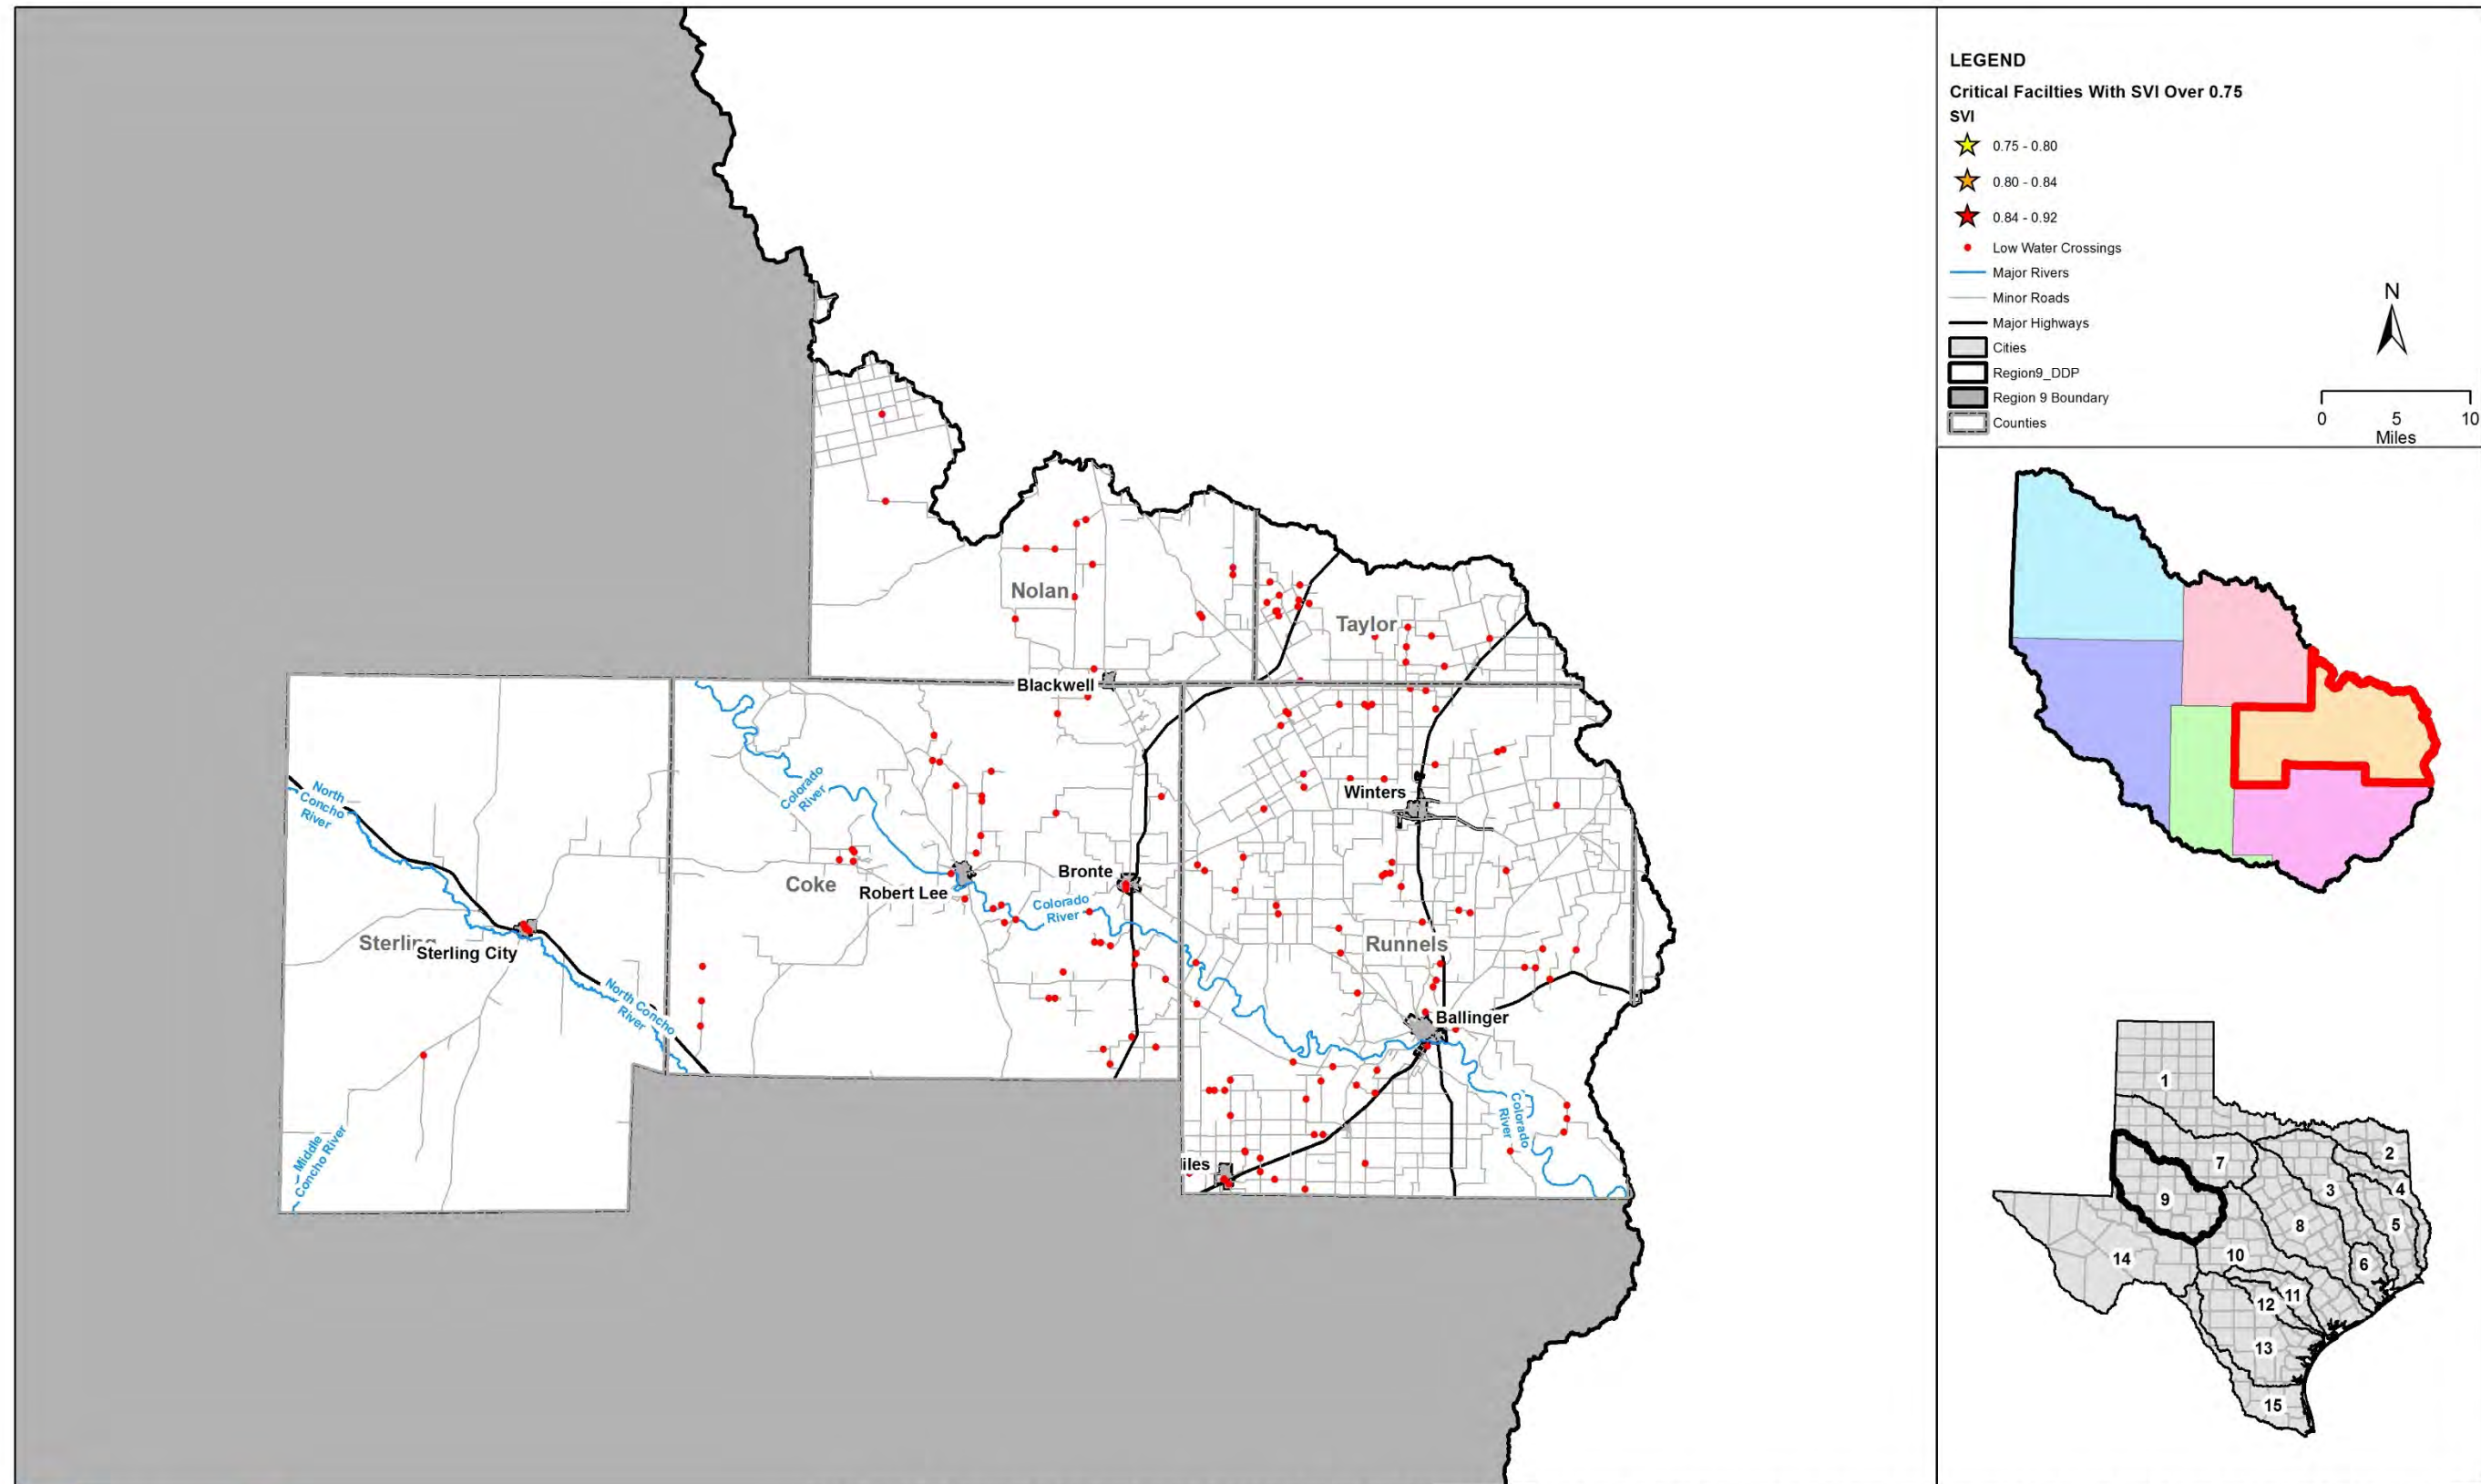 LEGEND
Critical Facilties With SVI Over 0.75
SVI
0.75 - 0.80
0.80 - 0.84
0.84 - 0.92
Low Water Crossings
Major Rivers
Minor Roads
Major Highways
Cities
Region9_DDP
Region 9 Boundary
Counties
N
0 5 10
Miles
Nolan
Taylor
Blackwell
Colorado
River
Winters
North
Concho
River
Coke
Robert Lee
Bronte
Colorado
River
Sterling
Sterling City
Runnels
North Concho
River
Ballinger
Colorado
River
Middle
Concho River
iles
1
2
7
3
4
9
5
8
10
14
6
11
12
13
15